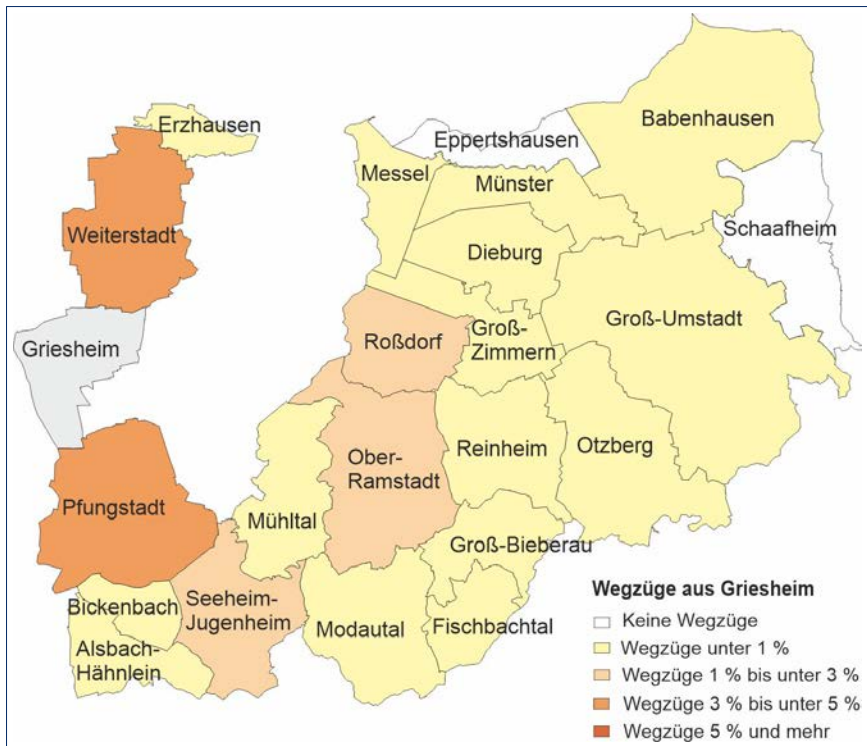 Erzhausen
Babenhausen
Eppertshausen
Messel
Münster
Schaafheim
Weiterstadt
Dieburg
Groß-Umstadt
Griesheim
Roßdorf
Groß-
Zimmern
Reinheim
Otzberg
Ober-
Ramstadt
Pfungstadt
Mühltal
Groß-Bieberau
Bickenbach
Seeheim-
Jugenheim
Modautal
Fischbachtal
Alsbach-
Hähnlein
Wegzüge aus Griesheim
Keine Wegzüge
Wegzüge unter 1 %
Wegzüge 1 % bis unter 3 %
Wegzüge 3 % bis unter 5 %
Wegzüge 5 % und mehr